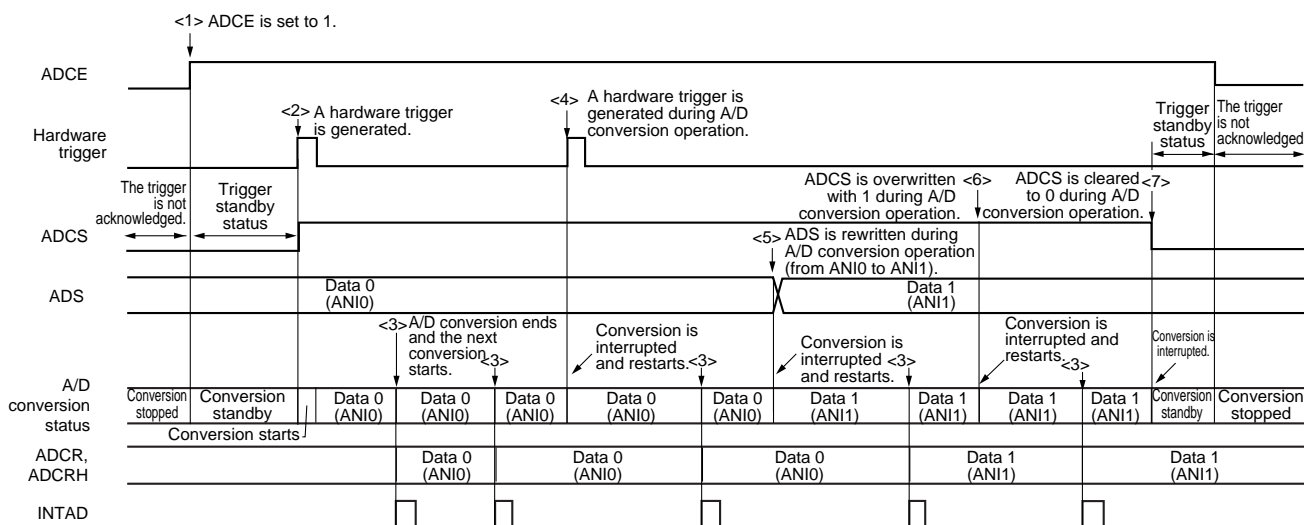 <1> ADCE is set to 1.
ADCE
<2> A hardware trigger
is generated.
<4> A hardware trigger is
generated during A/D
conversion operation.
Trigger
standby
status
The trigger
is not
acknowledged
Hardware
trigger
The trigger
is not
acknowledged.
Trigger
standby
status
ADCS is overwritten <6>
with 1 during A/D
conversion operation.
ADCS is cleared <7>
to 0 during A/D
conversion operation.
ADCS
<5> ADS is rewritten during
A/D conversion operation
(from ANI0 to ANI1).
ADS
Data 0
(ANI0)
Data 1
(ANI1)
<3> A/D conversion ends
and the next
conversion
starts. <3>
Conversion is
interrupted
and restarts. <3>
Conversion is
interrupted
and restarts. <3>
Conversion is
interrupted and
restarts. <3>
Conversion is
interrupted.
A/D
conversion
status
Conversion
stopped
Conversion
standby
Conversion starts
Data 0
(ANI0)
Data 0
(ANI0)
Data 0
(ANI0)
Data 0
(ANI0)
Data 0
(ANI0)
Data 1
(ANI1)
Data 1
(ANI1)
Data 1
(ANI1)
Data 1
(ANI1)
Conversion
standby
Conversion
stopped
ADCR,
ADCRH
Data 0
(ANI0)
Data 0
(ANI0)
Data 0
(ANI0)
Data 1
(ANI1)
Data 1
(ANI1)
INTAD